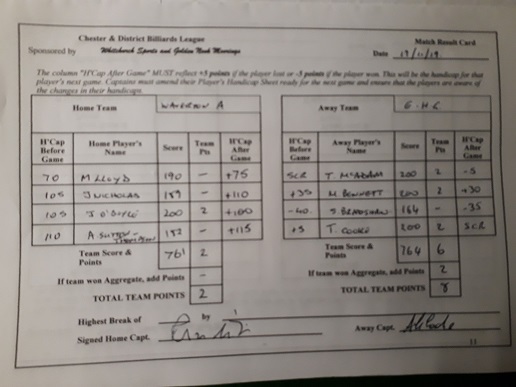 Chester & District Billiards League
Match Result Card
Sponsored by Whitchurch Sports and Golden Nook Moorings
Date 19/11/19.
The column "H'Cap After Game" MUST reflect +5 points if the player lost or -5 points if the player won. This will be the handicap for that
player's next game. Captains must amend their Player's Handicap Sheet ready for the next game and ensure that the players are aware of
the changes in their handicaps.
Home Team WAVERTON A
Away Team G.H.C
H'Cap Before Game Home Player's Name Score Team Pts H'Cap After Game
H'Cap Before Game Away Player's Name Score Team Pts H'Cap After Game
70 M LLOYD 190 - +75
SCR T. McADAM 200 2 -5
105 J NICHOLAS 189 - +110
+35 M. BENNETT 200 2 +30
105 J O'BOYLE 200 2 +100
-40 S BRADSHAW 164 - -35
110 A SUTTON-THOMPSON 182 - +115
+5 T. COOKE 200 2 SCR
Team Score & Points 761 2
Team Score & Points 764 6
If team won Aggregate, add Points -
If team won Aggregate, add Points 2
TOTAL TEAM POINTS 2
TOTAL TEAM POINTS 8
Highest Break of by
Signed Home Capt.
Away Capt.